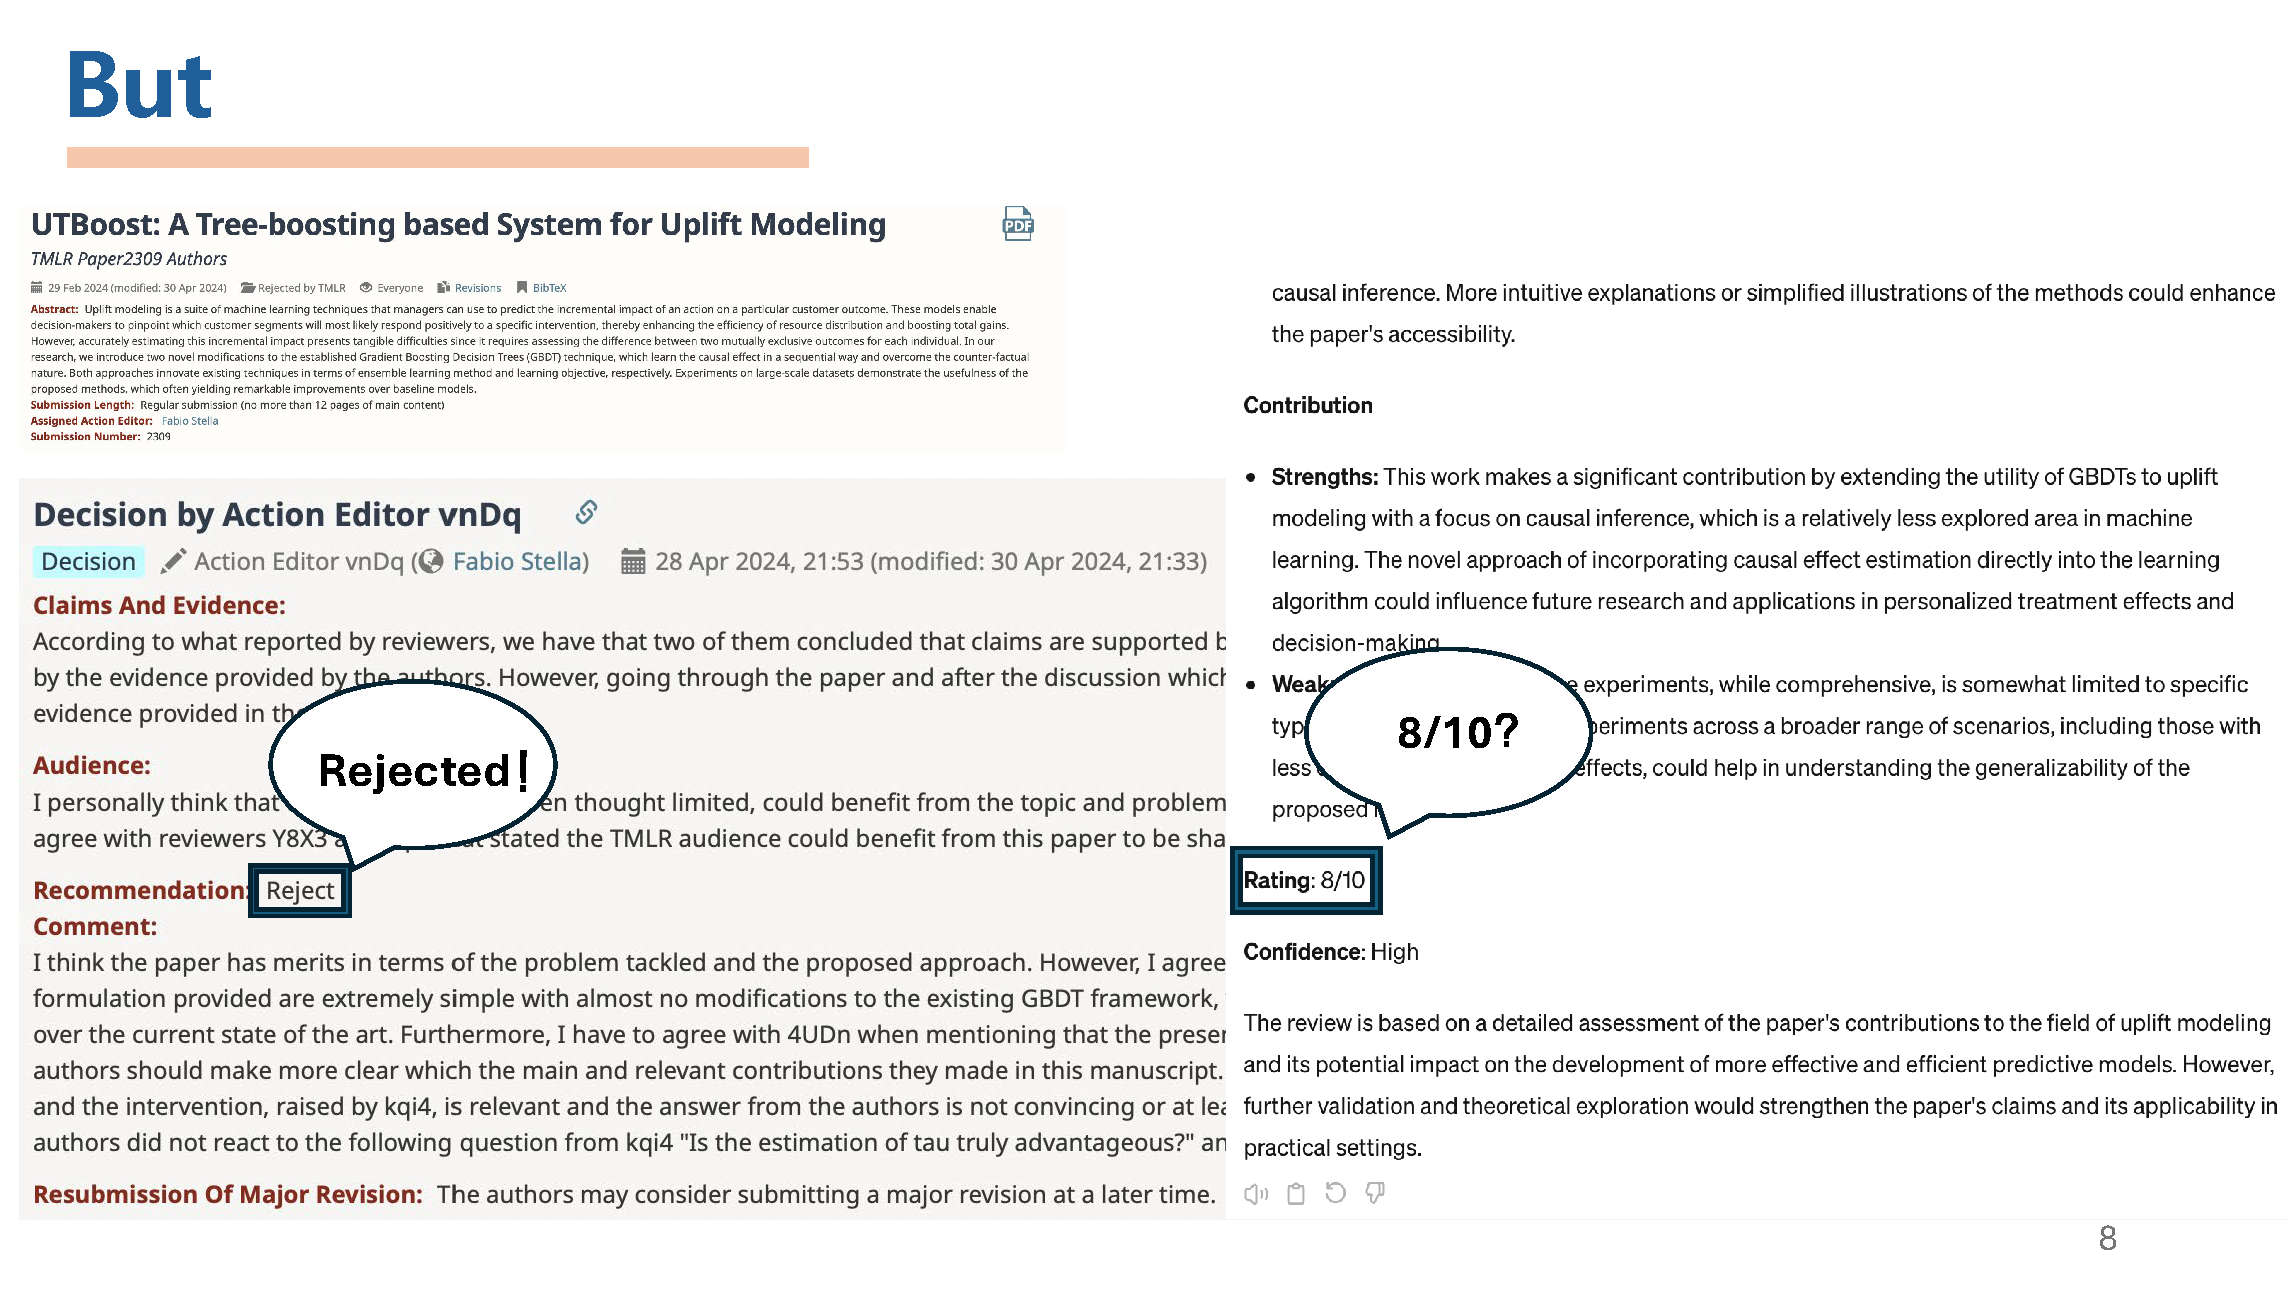 But
UTBoost: A Tree-boosting based System for Uplift Modeling
PDF
TMLR Paper2309 Authors
29 Feb 2024 (modified: 30 Apr 2024) Rejected by TMLR Everyone Revisions BibTeX
Abstract: Uplift modeling is a suite of machine learning techniques that managers can use to predict the incremental impact of an action on a particular customer outcome. These models enable
decision-makers to pinpoint which customer segments will most likely respond positively to a specific intervention, thereby enhancing the efficiency of resource distribution and boosting total gains.
However, accurately estimating this incremental impact presents tangible difficulties since it requires assessing the difference between two mutually exclusive outcomes for each individual. In our
research, we introduce two novel modifications to the established Gradient Boosting Decision Trees (GBDT) technique, which learn the causal effect in a sequential way and overcome the counter-factual
nature. Both approaches innovate existing techniques in terms of ensemble learning method and learning objective, respectively. Experiments on large-scale datasets demonstrate the usefulness of the
proposed methods, which often yielding remarkable improvements over baseline models.
Submission Length: Regular submission (no more than 12 pages of main content)
Assigned Action Editor: Fabio Stella
Submission Number: 2309
Decision by Action Editor vnDq
Decision Action Editor vnDq (Fabio Stella) 28 Apr 2024, 21:53 (modified: 30 Apr 2024, 21:33)
Claims And Evidence:
According to what reported by reviewers, we have that two of them concluded that claims are supported
by the evidence provided by the authors. However, going through the paper and after the discussion which
evidence provided in
Rejected!
Audience:
I personally think that thought limited, could benefit from the topic and problem
agree with reviewers Y8X3 stated the TMLR audience could benefit from this paper to be
Recommendation: Reject
Comment:
I think the paper has merits in terms of the problem tackled and the proposed approach. However, I agree
formulation provided are extremely simple with almost no modifications to the existing GBDT framework,
over the current state of the art. Furthermore, I have to agree with 4UDn when mentioning that the
authors should make more clear which the main and relevant contributions they made in this manuscript.
and the intervention, raised by kqi4, is relevant and the answer from the authors is not convincing or at
authors did not react to the following question from kqi4 "Is the estimation of tau truly advantageous?"
Resubmission Of Major Revision: The authors may consider submitting a major revision at a later time.
causal inference. More intuitive explanations or simplified illustrations of the methods could enhance
the paper's accessibility.
Contribution
• Strengths: This work makes a significant contribution by extending the utility of GBDTs to uplift
modeling with a focus on causal inference, which is a relatively less explored area in machine
learning. The novel approach of incorporating causal effect estimation directly into the learning
algorithm could influence future research and applications in personalized treatment effects and
decision-making
• experiments, while comprehensive, is somewhat limited to specific
across a broader range of scenarios, including those with
less effects, could help in understanding the generalizability of the
proposed
8/10?
Rating: 8/10
Confidence: High
The review is based on a detailed assessment of the paper's contributions to the field of uplift modeling
and its potential impact on the development of more effective and efficient predictive models. However,
further validation and theoretical exploration would strengthen the paper's claims and its applicability in
practical settings.
8